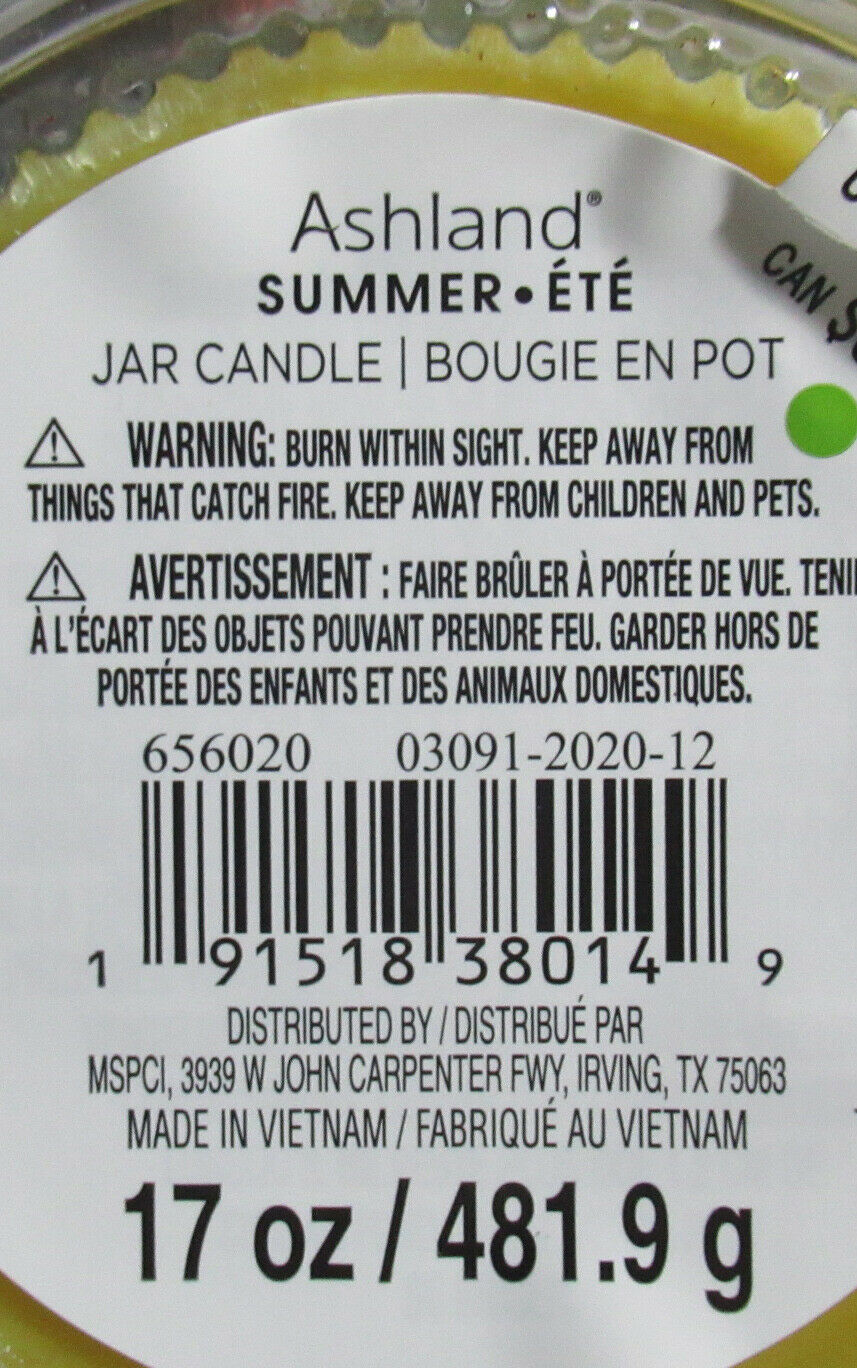 Ashland®
SUMMER • ÉTÉ
CAN
JAR CANDLE | BOUGIE EN POT
WARNING: BURN WITHIN SIGHT. KEEP AWAY FROM
THINGS THAT CATCH FIRE. KEEP AWAY FROM CHILDREN AND PETS.
AVERTISSEMENT : FAIRE BRÛLER À PORTÉE DE VUE. TENI
À L'ÉCART DES OBJETS POUVANT PRENDRE FEU. GARDER HORS DE
PORTÉE DES ENFANTS ET DES ANIMAUX DOMESTIQUES.
656020 03091-2020-12
1 91518 38014 9
DISTRIBUTED BY / DISTRIBUÉ PAR
MSPCI, 3939 W JOHN CARPENTER FWY, IRVING, TX 75063
MADE IN VIETNAM / FABRIQUÉ AU VIETNAM
17 oz / 481.9 g